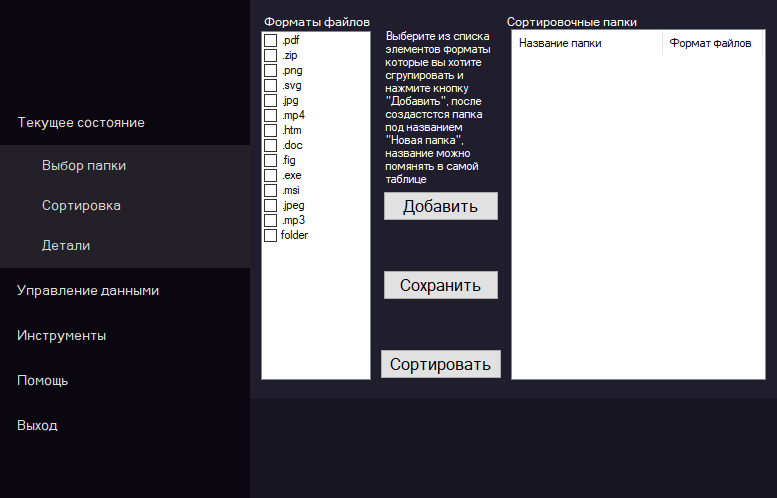 Текущее состояние
Выбор папки
Сортировка
Детали
Управление данными
Инструменты
Помощь
Выход
Форматы файлов
.pdf
.zip
.png
.svg
.jpg
.mp4
.htm
.doc
.fig
.exe
.msi
.jpeg
.mp3
folder
Выберите из списка
элементов форматы
которые вы хотите
сгрупировать и
нажмите кнопку
"Добавить", после
создастстся папка
под названием
"Новая папка",
название можно
помянять в самой
таблице
Добавить
Сохранить
Сортировать
Сортировочные папки
Название папки
Формат файлов